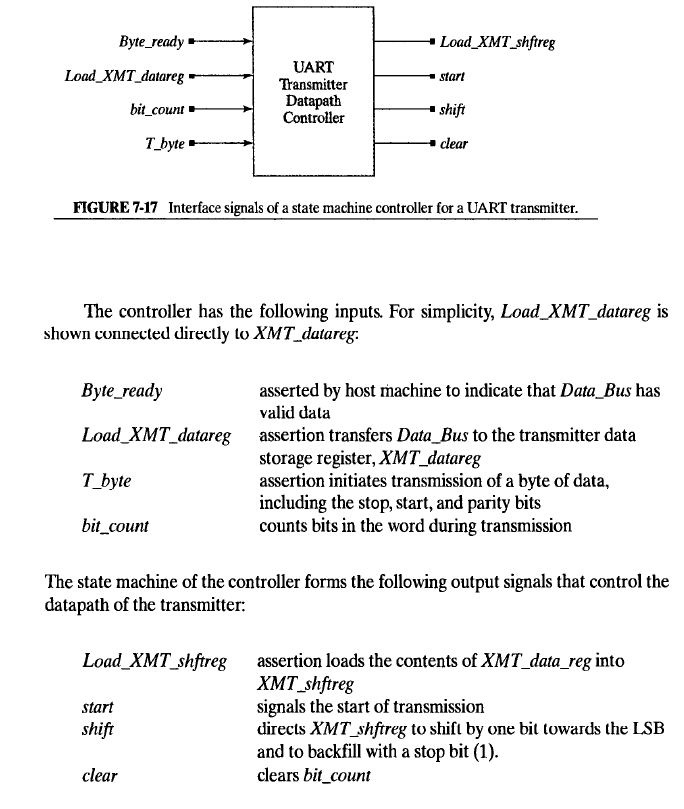 Byte_ready
Load_XMT_datareg
bit_count
T_byte
UART
Transmitter
Datapath
Controller
Load_XMT_shftreg
start
shift
clear
FIGURE 7-17 Interface signals of a state machine controller for a UART transmitter.
The controller has the following inputs. For simplicity, Load_XMT_datareg is
shown connected directly to XMT_datareg:
Byte_ready asserted by host machine to indicate that Data_Bus has
valid data
Load_XMT_datareg assertion transfers Data_Bus to the transmitter data
storage register, XMT_datareg
T_byte assertion initiates transmission of a byte of data,
including the stop, start, and parity bits
bit_count counts bits in the word during transmission
The state machine of the controller forms the following output signals that control the
datapath of the transmitter:
Load_XMT_shftreg assertion loads the contents of XMT_data_reg into
XMT_shftreg
start signals the start of transmission
shift directs XMT_shftreg to shift by one bit towards the LSB
and to backfill with a stop bit (1).
clear clears bit_count